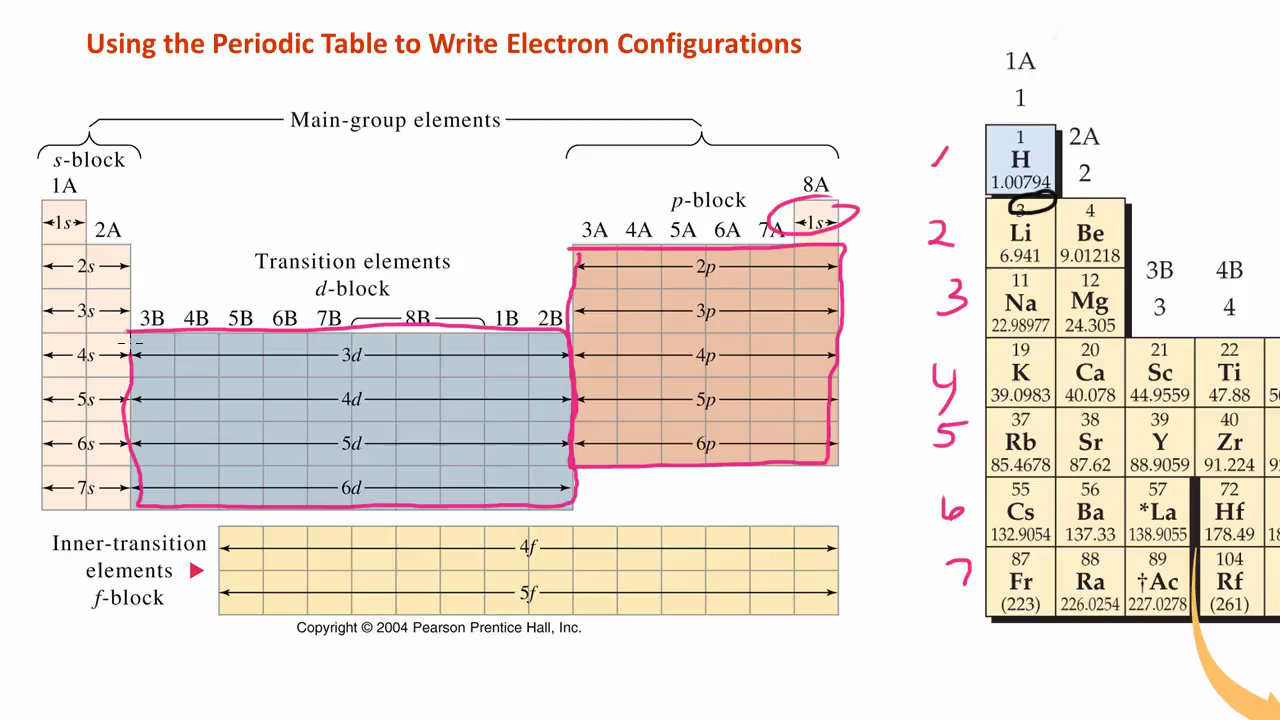 Using the Periodic Table to Write Electron Configurations
Main-group elements
s-block
1A
2A
1s
2s
3s
4s
5s
6s
7s
Transition elements
d-block
3B 4B 5B 6B 7B 8B 1B 2B
3d
4d
5d
6d
p-block
8A
3A 4A 5A 6A 7A
1s
2p
3p
4p
5p
6p
Inner-transition
elements
f-block
4f
5f
Copyright © 2004 Pearson Prentice Hall, Inc.
1
2
3
4
5
6
7
1A
1
2A
2
3B 4B
3 4
1
H
1.00794
3 4
Li Be
6.941 9.01218
11 12
Na Mg
22.98977 24.305
19 20 21 22
K Ca Sc Ti
39.0983 40.078 44.9559 47.88
37 38 39 40
Rb Sr Y Zr
85.4678 87.62 88.9059 91.224
55 56 57 72
Cs Ba *La Hf
132.9054 137.33 138.9055 178.49
87 88 89 104
Fr Ra †Ac Rf
(223) 226.0254 227.0278 (261)